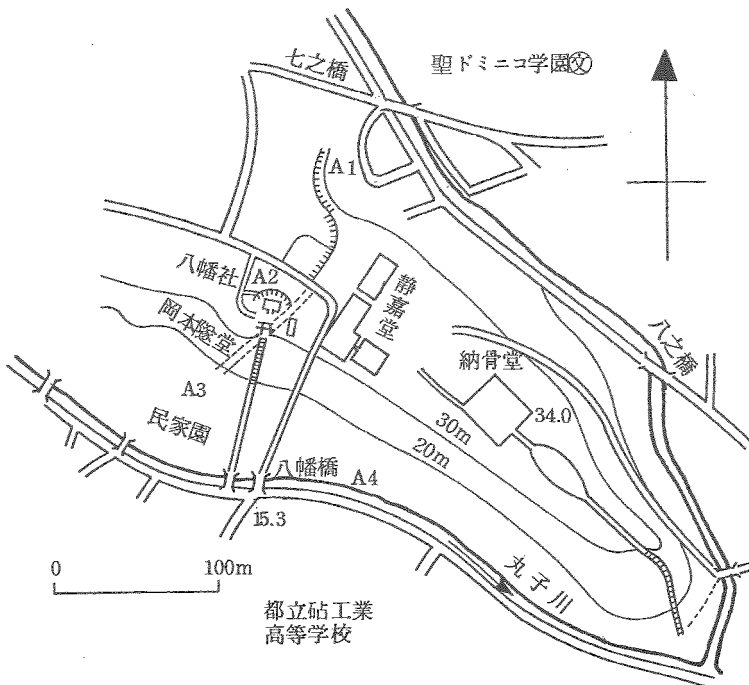 七之橋
聖ドミニコ学園文
A1
八幡社
A2
静嘉堂
岡本隧堂
八之橋
納骨堂
34.0
A3
民家園
30m
20m
八幡橋
A4
15.3
0 100m
丸子川
都立砧工業
高等学校